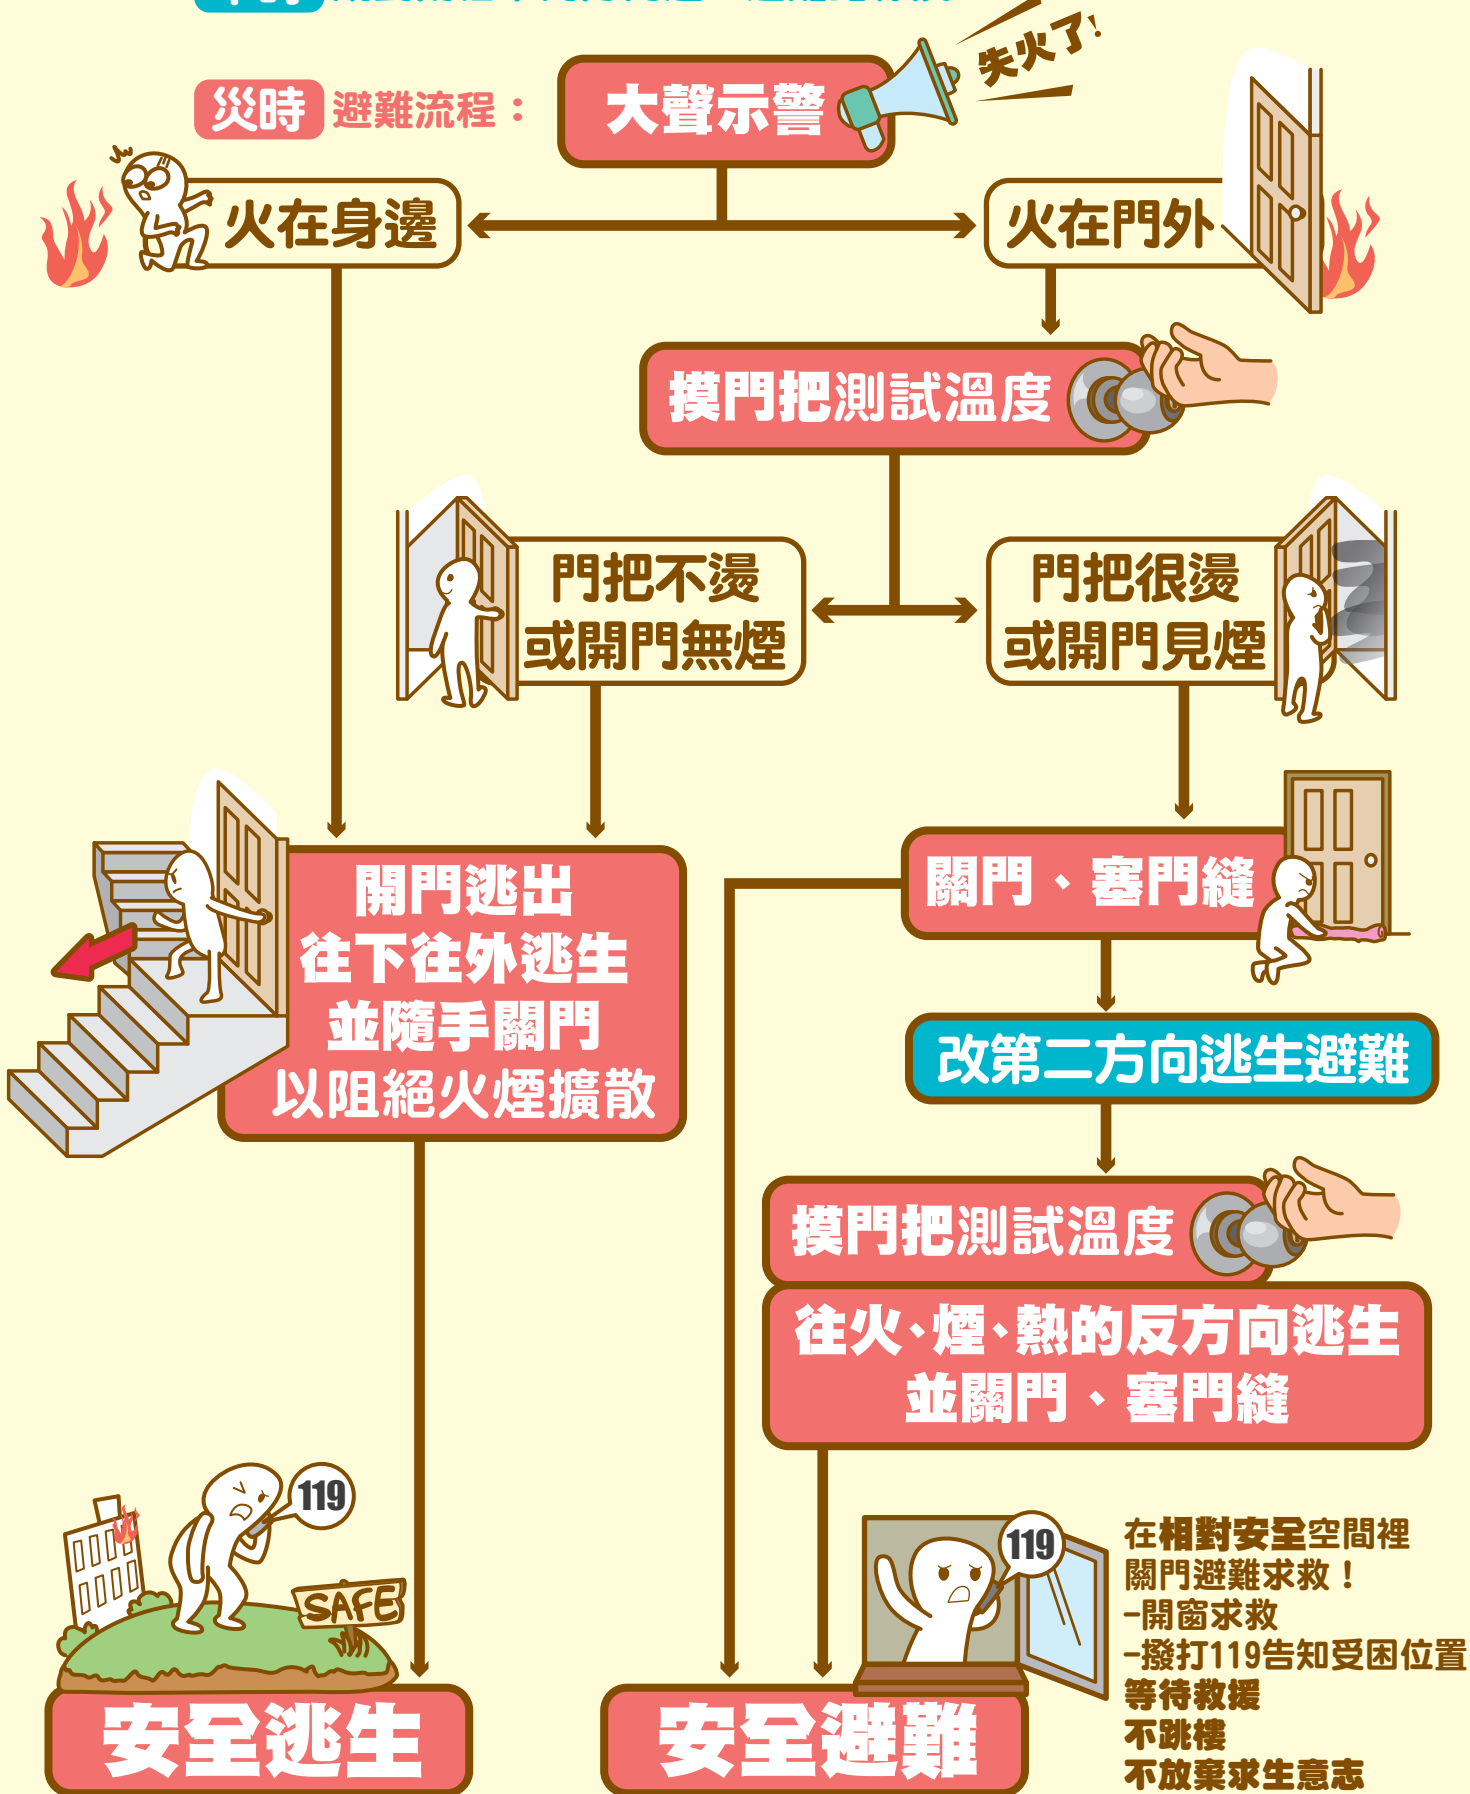 失火了!
災時 避難流程：
大聲示警
火在身邊
火在門外
摸門把測試溫度
門把不燙
或開門無煙
門把很燙
或開門見煙
開門逃出
往下往外逃生
並隨手關門
以阻絕火煙擴散
關門、塞門縫
改第二方向逃生避難
摸門把測試溫度
往火、煙、熱的反方向逃生
並關門、塞門縫
119
SAFE
安全逃生
119
安全避難
在相對安全空間裡
關門避難求救！
-開窗求救
-撥打119告知受困位置
等待救援
不跳樓
不放棄求生意志